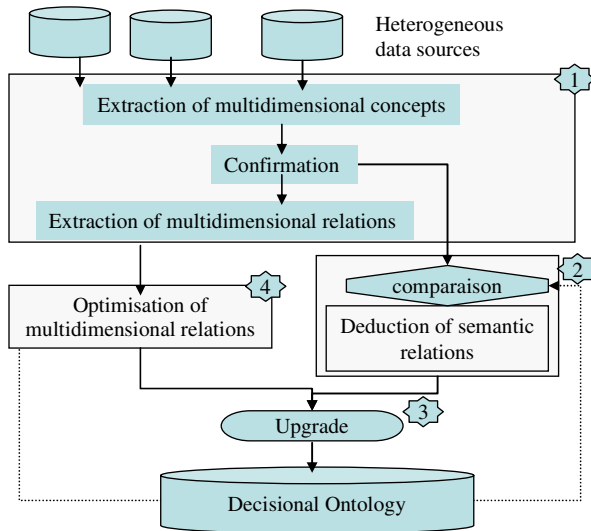 Heterogeneous
data sources
1
Extraction of multidimensional concepts
Confirmation
Extraction of multidimensional relations
2
4
comparaison
Optimisation of
multidimensional relations
Deduction of semantic
relations
3
Upgrade
Decisional Ontology